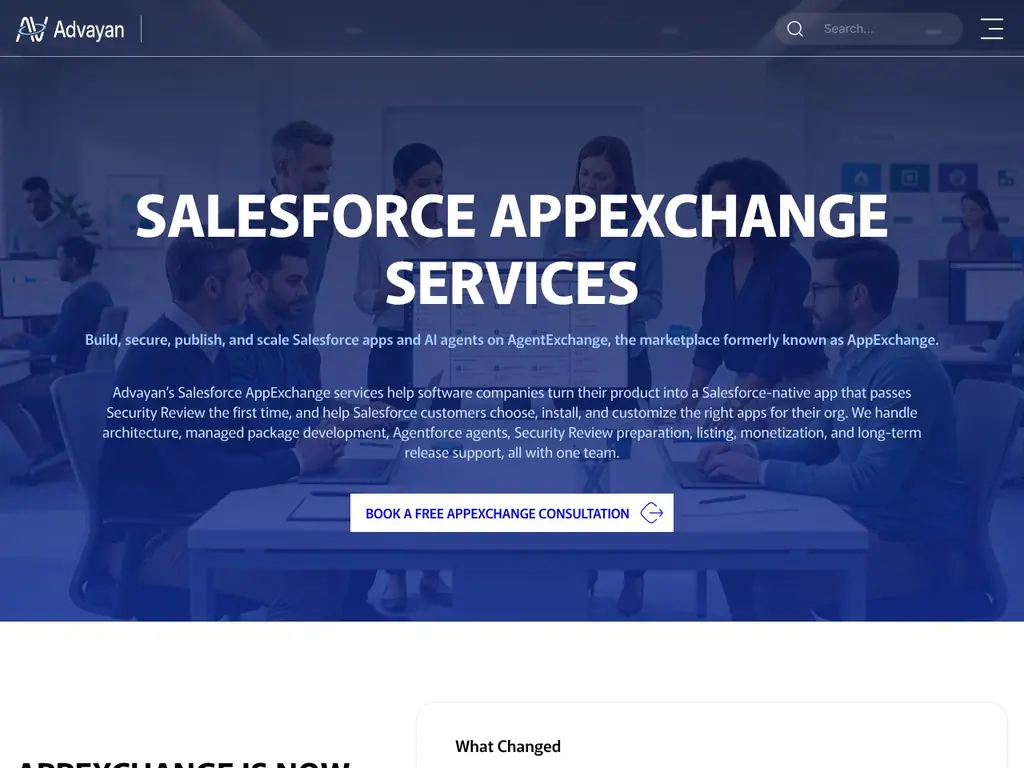 Advayan
Search...
SALESFORCE APPEXCHANGE
SERVICES
Build, secure, publish, and scale Salesforce apps and AI agents on AgentExchange, the marketplace formerly known as AppExchange.
Advayan's Salesforce AppExchange services help software companies turn their product into a Salesforce-native app that passes
Security Review the first time, and help Salesforce customers choose, install, and customize the right apps for their org. We handle
architecture, managed package development, Agentforce agents, Security Review preparation, listing, monetization, and long-term
release support, all with one team.
BOOK A FREE APPEXCHANGE CONSULTATION
What Changed
APPEXCHANGE IS NOW